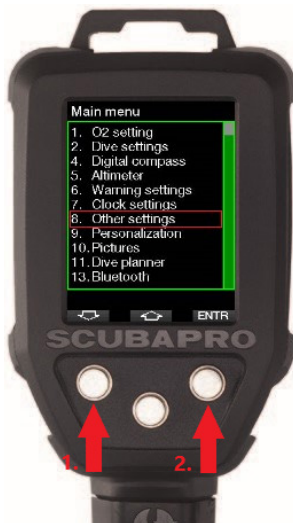 Main menu
1. O2 setting
2. Dive settings
4. Digital compass
5. Altimeter
6. Warning settings
7. Clock settings
8. Other settings
9. Personalization
10. Pictures
11. Dive planner
13. Bluetooth
ENTR
SCUBAPRO
1. 2.